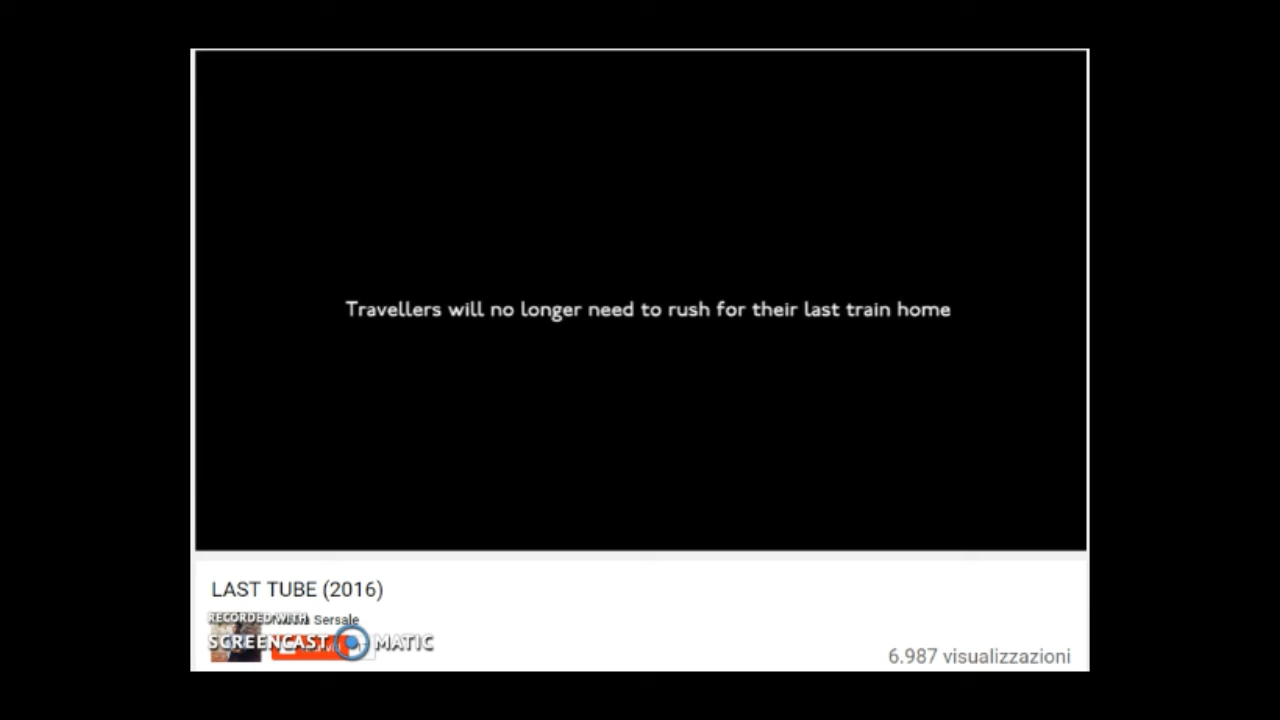 Travellers will no longer need to rush for their last train home
LAST TUBE (2016)
RECORDED WITH
Sersale
SCREENCAST MATIC
6.987 visualizzazioni